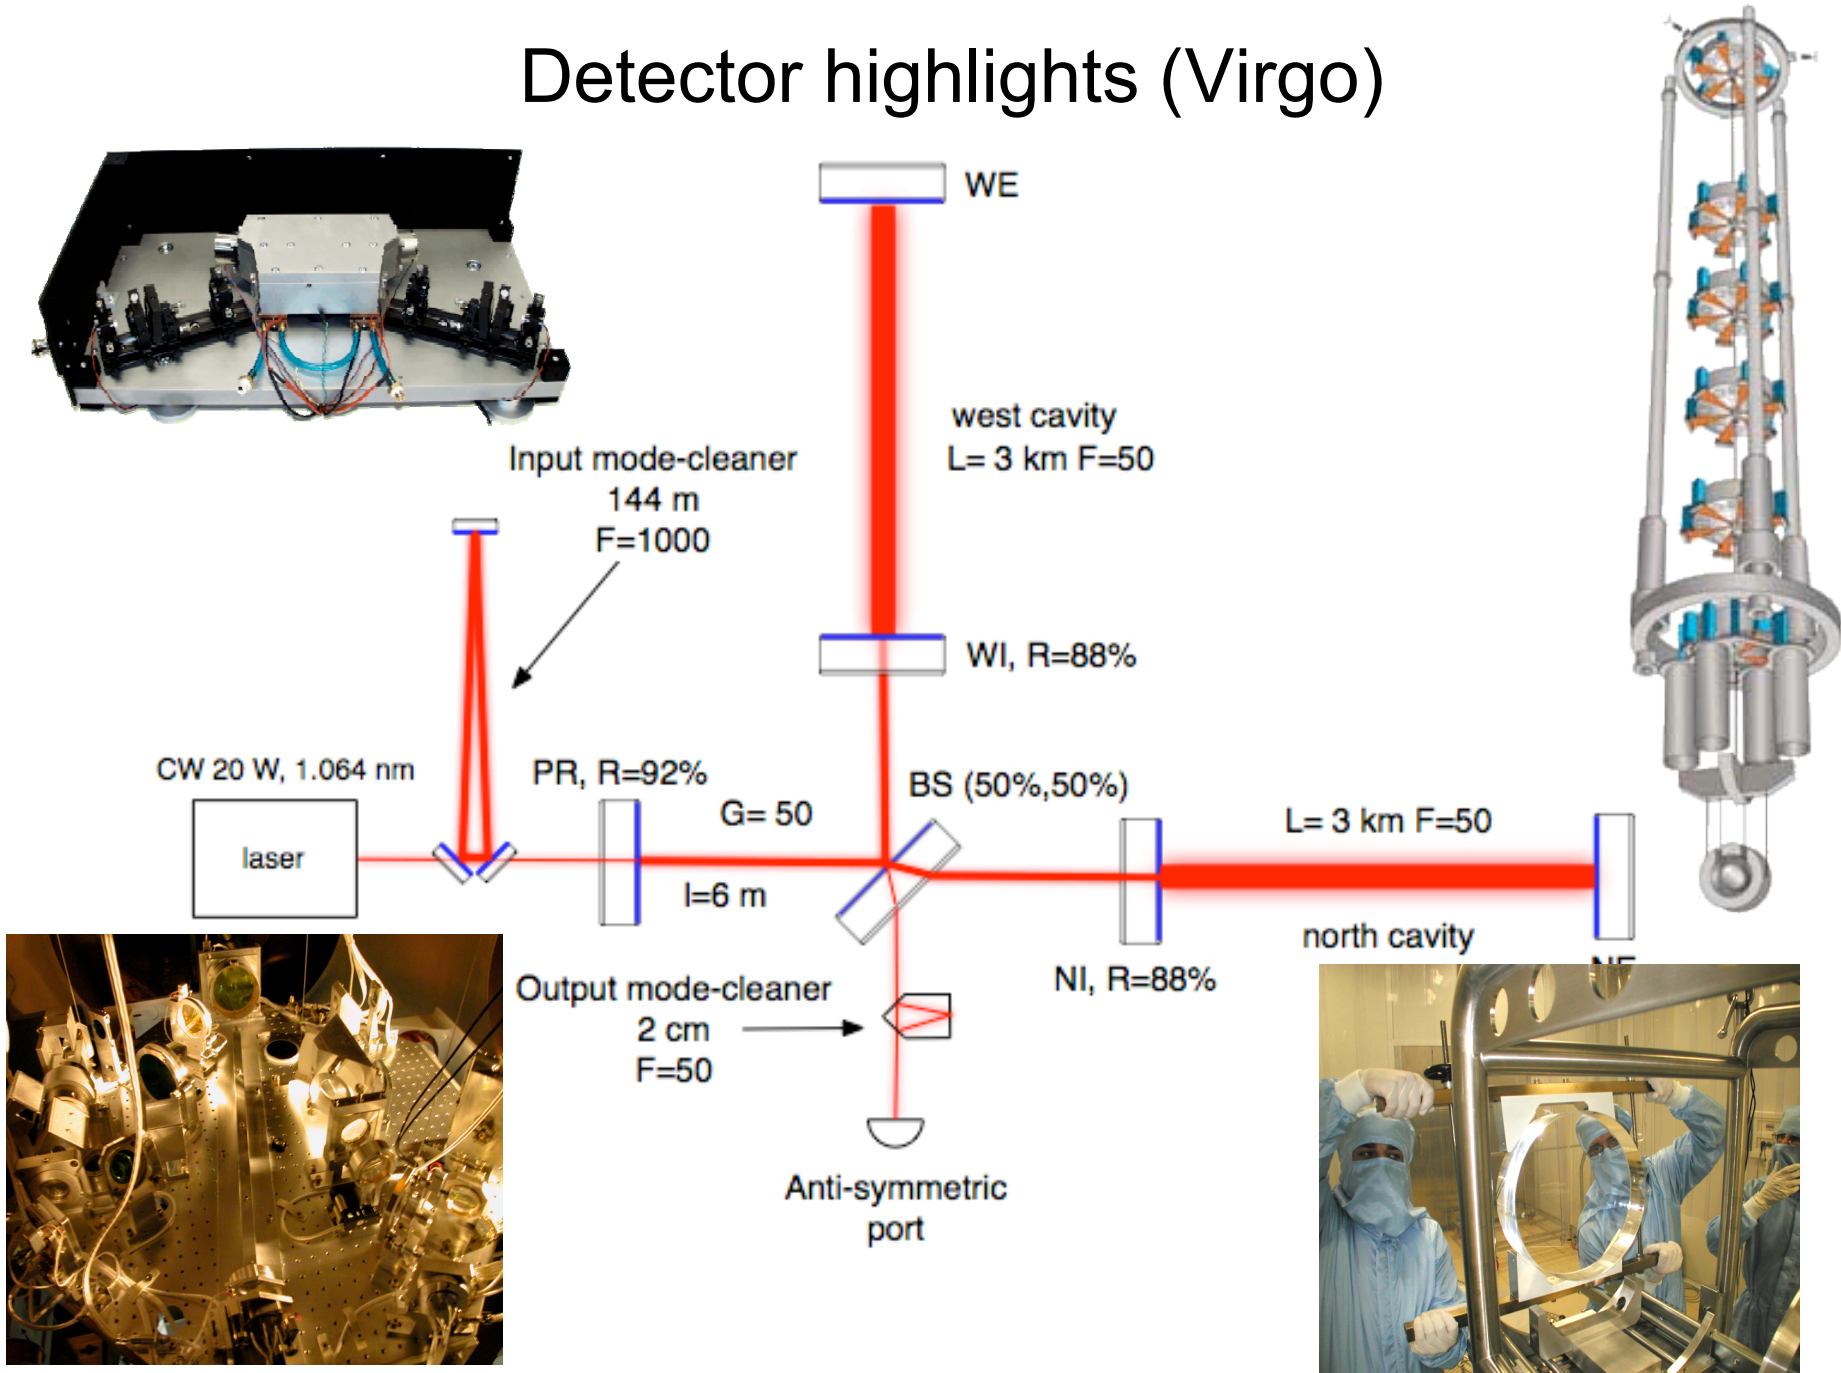 Detector highlights (Virgo)
WE
west cavity
L= 3 km F=50
Input mode-cleaner
144 m
F=1000
WI, R=88%
CW 20 W, 1.064 nm
laser
PR, R=92%
G= 50
l=6 m
BS (50%,50%)
L= 3 km F=50
north cavity
NI, R=88%
Output mode-cleaner
2 cm
F=50
Anti-symmetric
port